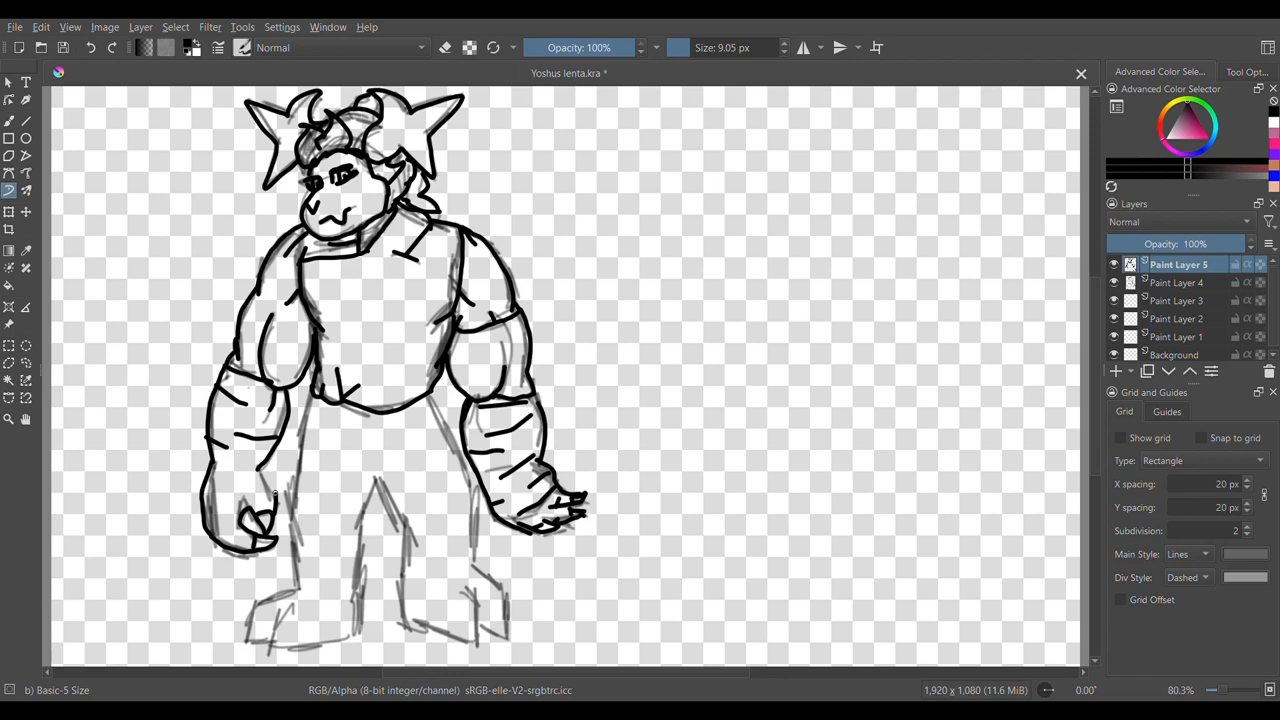 File Edit View Image Layer Select Filter Tools Settings Window Help
Normal Opacity: 100% Size: 9.05 px
Yoshus lenta.kra *
Advanced Color Sele... Tool Opt...
Advanced Color Selector
Layers
Normal
Opacity: 100%
Paint Layer 5
Paint Layer 4
Paint Layer 3
Paint Layer 2
Paint Layer 1
Background
Grid and Guides
Grid Guides
Show grid Snap to grid
Type: Rectangle
X spacing: 20 px
Y spacing: 20 px
Subdivision: 2
Main Style: Lines
Div Style: Dashed
Grid Offset
b) Basic-5 Size RGB/Alpha (8-bit integer/channel) sRGB-elle-V2-srgbtrc.icc 1,920 x 1,080 (11.6 MiB) 0.00° 80.3%